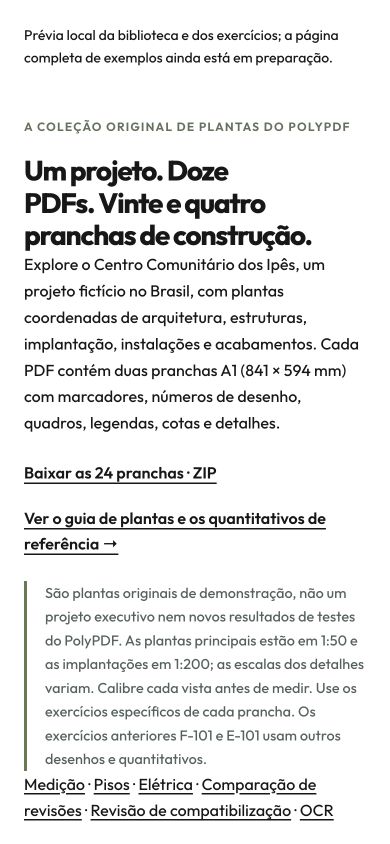 Prévia local da biblioteca e dos exercícios; a página
completa de exemplos ainda está em preparação.
A COLEÇÃO ORIGINAL DE PLANTAS DO POLYPDF
Um projeto. Doze
PDFs. Vinte e quatro
pranchas de construção.
Explore o Centro Comunitário dos Ipês, um
projeto fictício no Brasil, com plantas
coordenadas de arquitetura, estruturas,
implantação, instalações e acabamentos. Cada
PDF contém duas pranchas A1 (841 × 594 mm)
com marcadores, números de desenho,
quadros, legendas, cotas e detalhes.
Baixar as 24 pranchas · ZIP
Ver o guia de plantas e os quantitativos de
referência →
São plantas originais de demonstração, não um
projeto executivo nem novos resultados de testes
do PolyPDF. As plantas principais estão em 1:50 e
as implantações em 1:200; as escalas dos detalhes
variam. Calibre cada vista antes de medir. Use os
exercícios específicos de cada prancha. Os
exercícios anteriores F-101 e E-101 usam outros
desenhos e quantitativos.
Medição · Pisos · Elétrica · Comparação de
revisões · Revisão de compatibilização · OCR